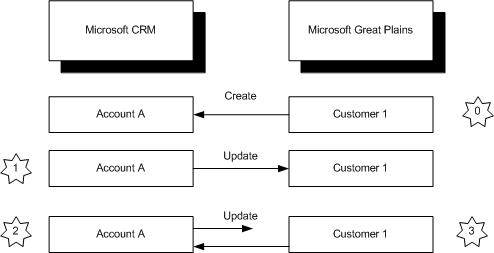 Microsoft CRM
Microsoft Great Plains
Create
Account A
Customer 1
0
Update
1
Account A
Customer 1
Update
2
Account A
Customer 1
3